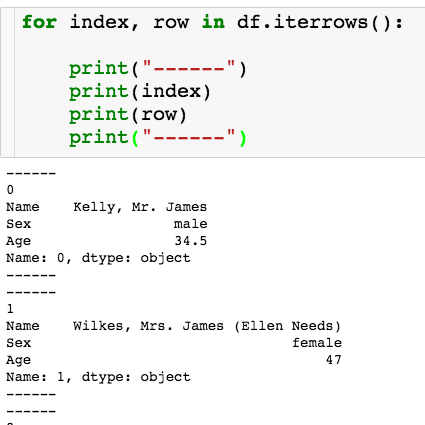 for index, row in df.iterrows():
print("------")
print(index)
print(row)
print("------")
------
0
Name    Kelly, Mr. James
Sex                 male
Age                 34.5
Name: 0, dtype: object
------
------
1
Name    Wilkes, Mrs. James (Ellen Needs)
Sex                               female
Age                                   47
Name: 1, dtype: object
------
------